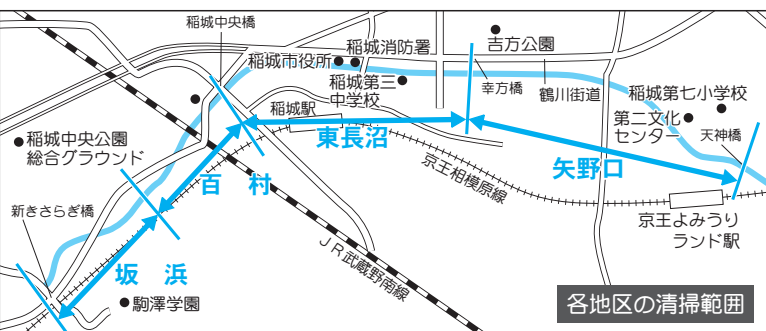 稲城中央橋
稲城市役所
稲城消防署
吉方公園
稲城第三
中学校
幸方橋
鶴川街道
稲城第七小学校
第二文化
センター
天神橋
稲城駅
東長沼
稲城中央公園
総合グラウンド
百村
京王相模原線
矢野口
新きさらぎ橋
京王よみうり
ランド駅
坂浜
JR武蔵野南線
駒澤学園
各地区の清掃範囲